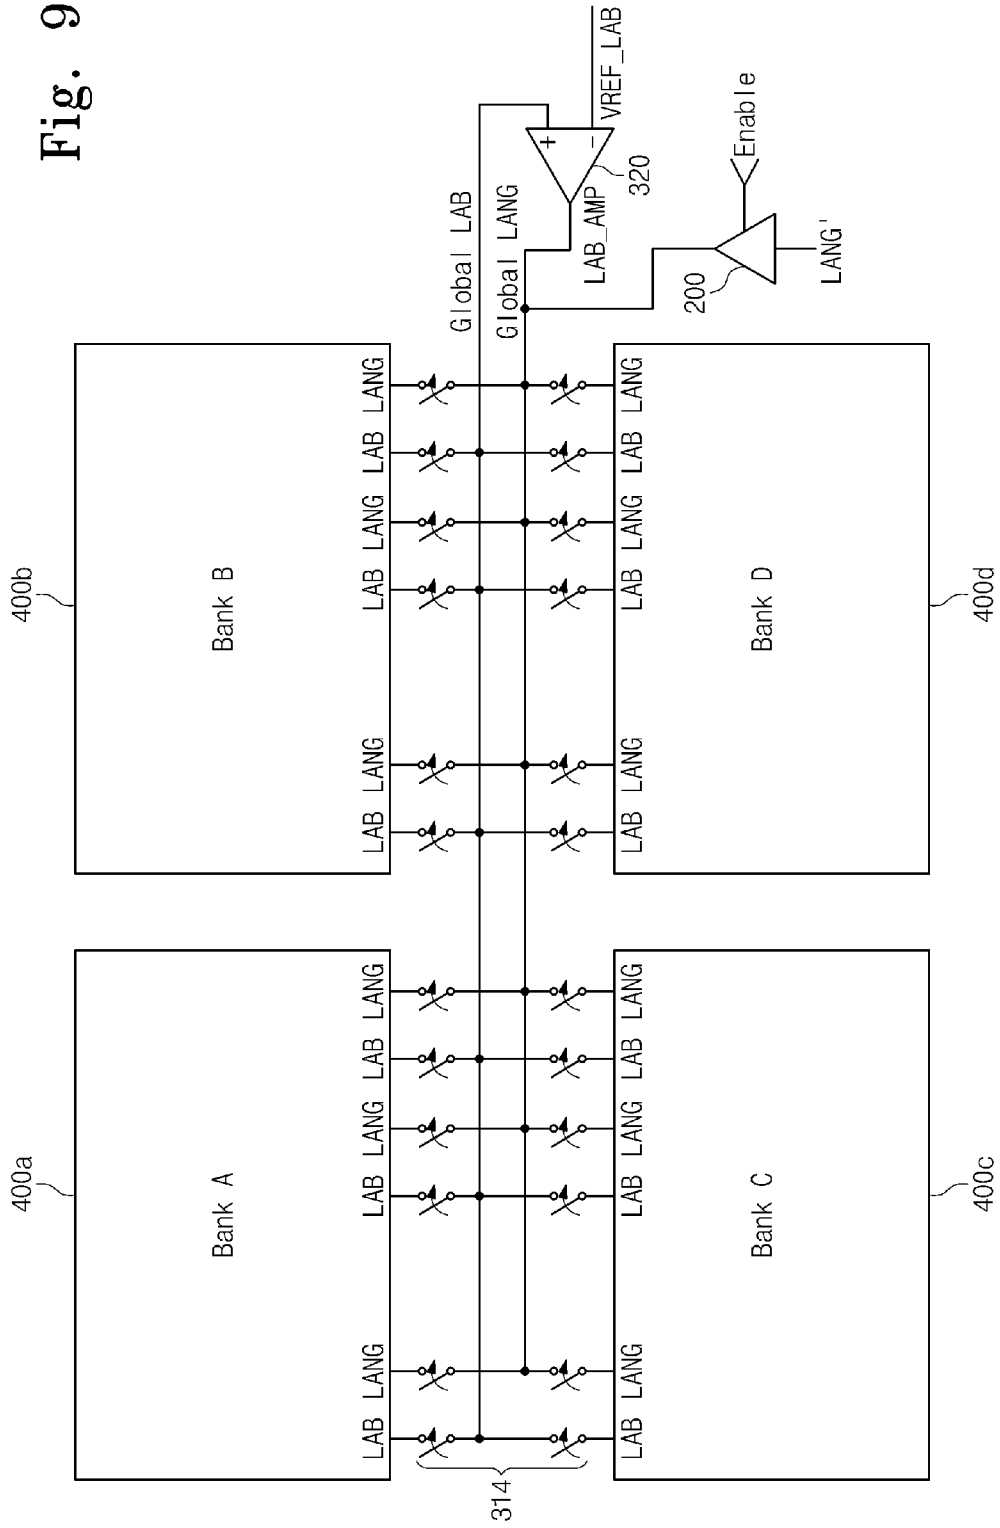 Fig. 9
400a
400b
Bank A
Bank B
LAB LANG LAB LANG LAB LANG
LAB LANG LAB LANG LAB LANG
Global LAB
Global LANG
314
+
-
VREF_LAB
320
LAB_AMP
LAB LANG LAB LANG LAB LANG
LAB LANG LAB LANG LAB LANG
200
Enable
LANG'
Bank C
Bank D
400c
400d